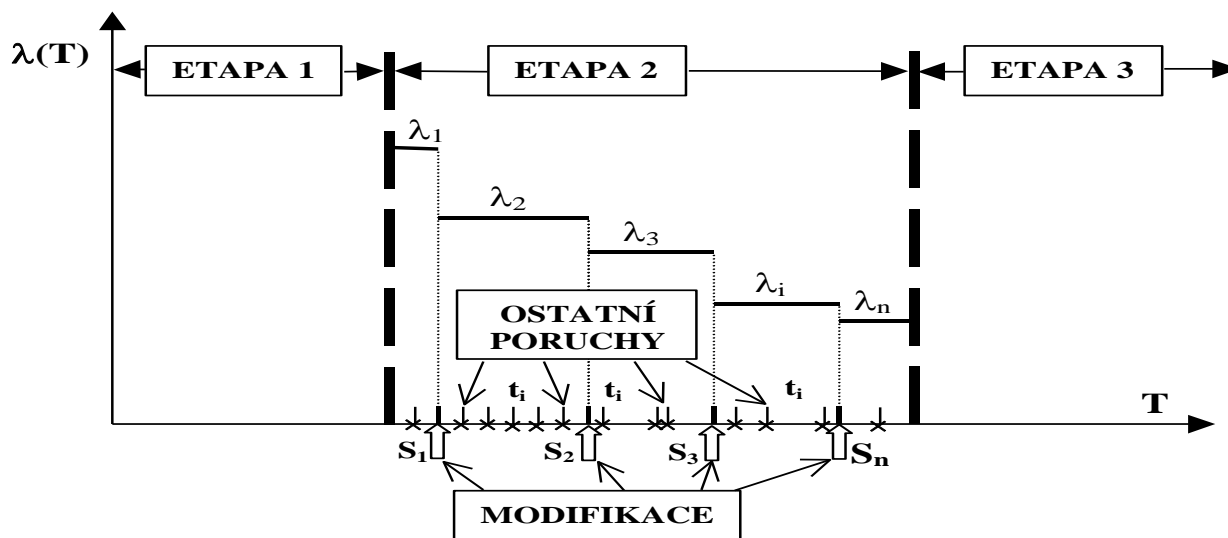 λ(T)
ETAPA 1
ETAPA 2
ETAPA 3
λ₁
λ₂
λ₃
λᵢ
λₙ
OSTATNÍ
PORUCHY
tᵢ
tᵢ
tᵢ
T
S₁
S₂
S₃
Sₙ
MODIFIKACE